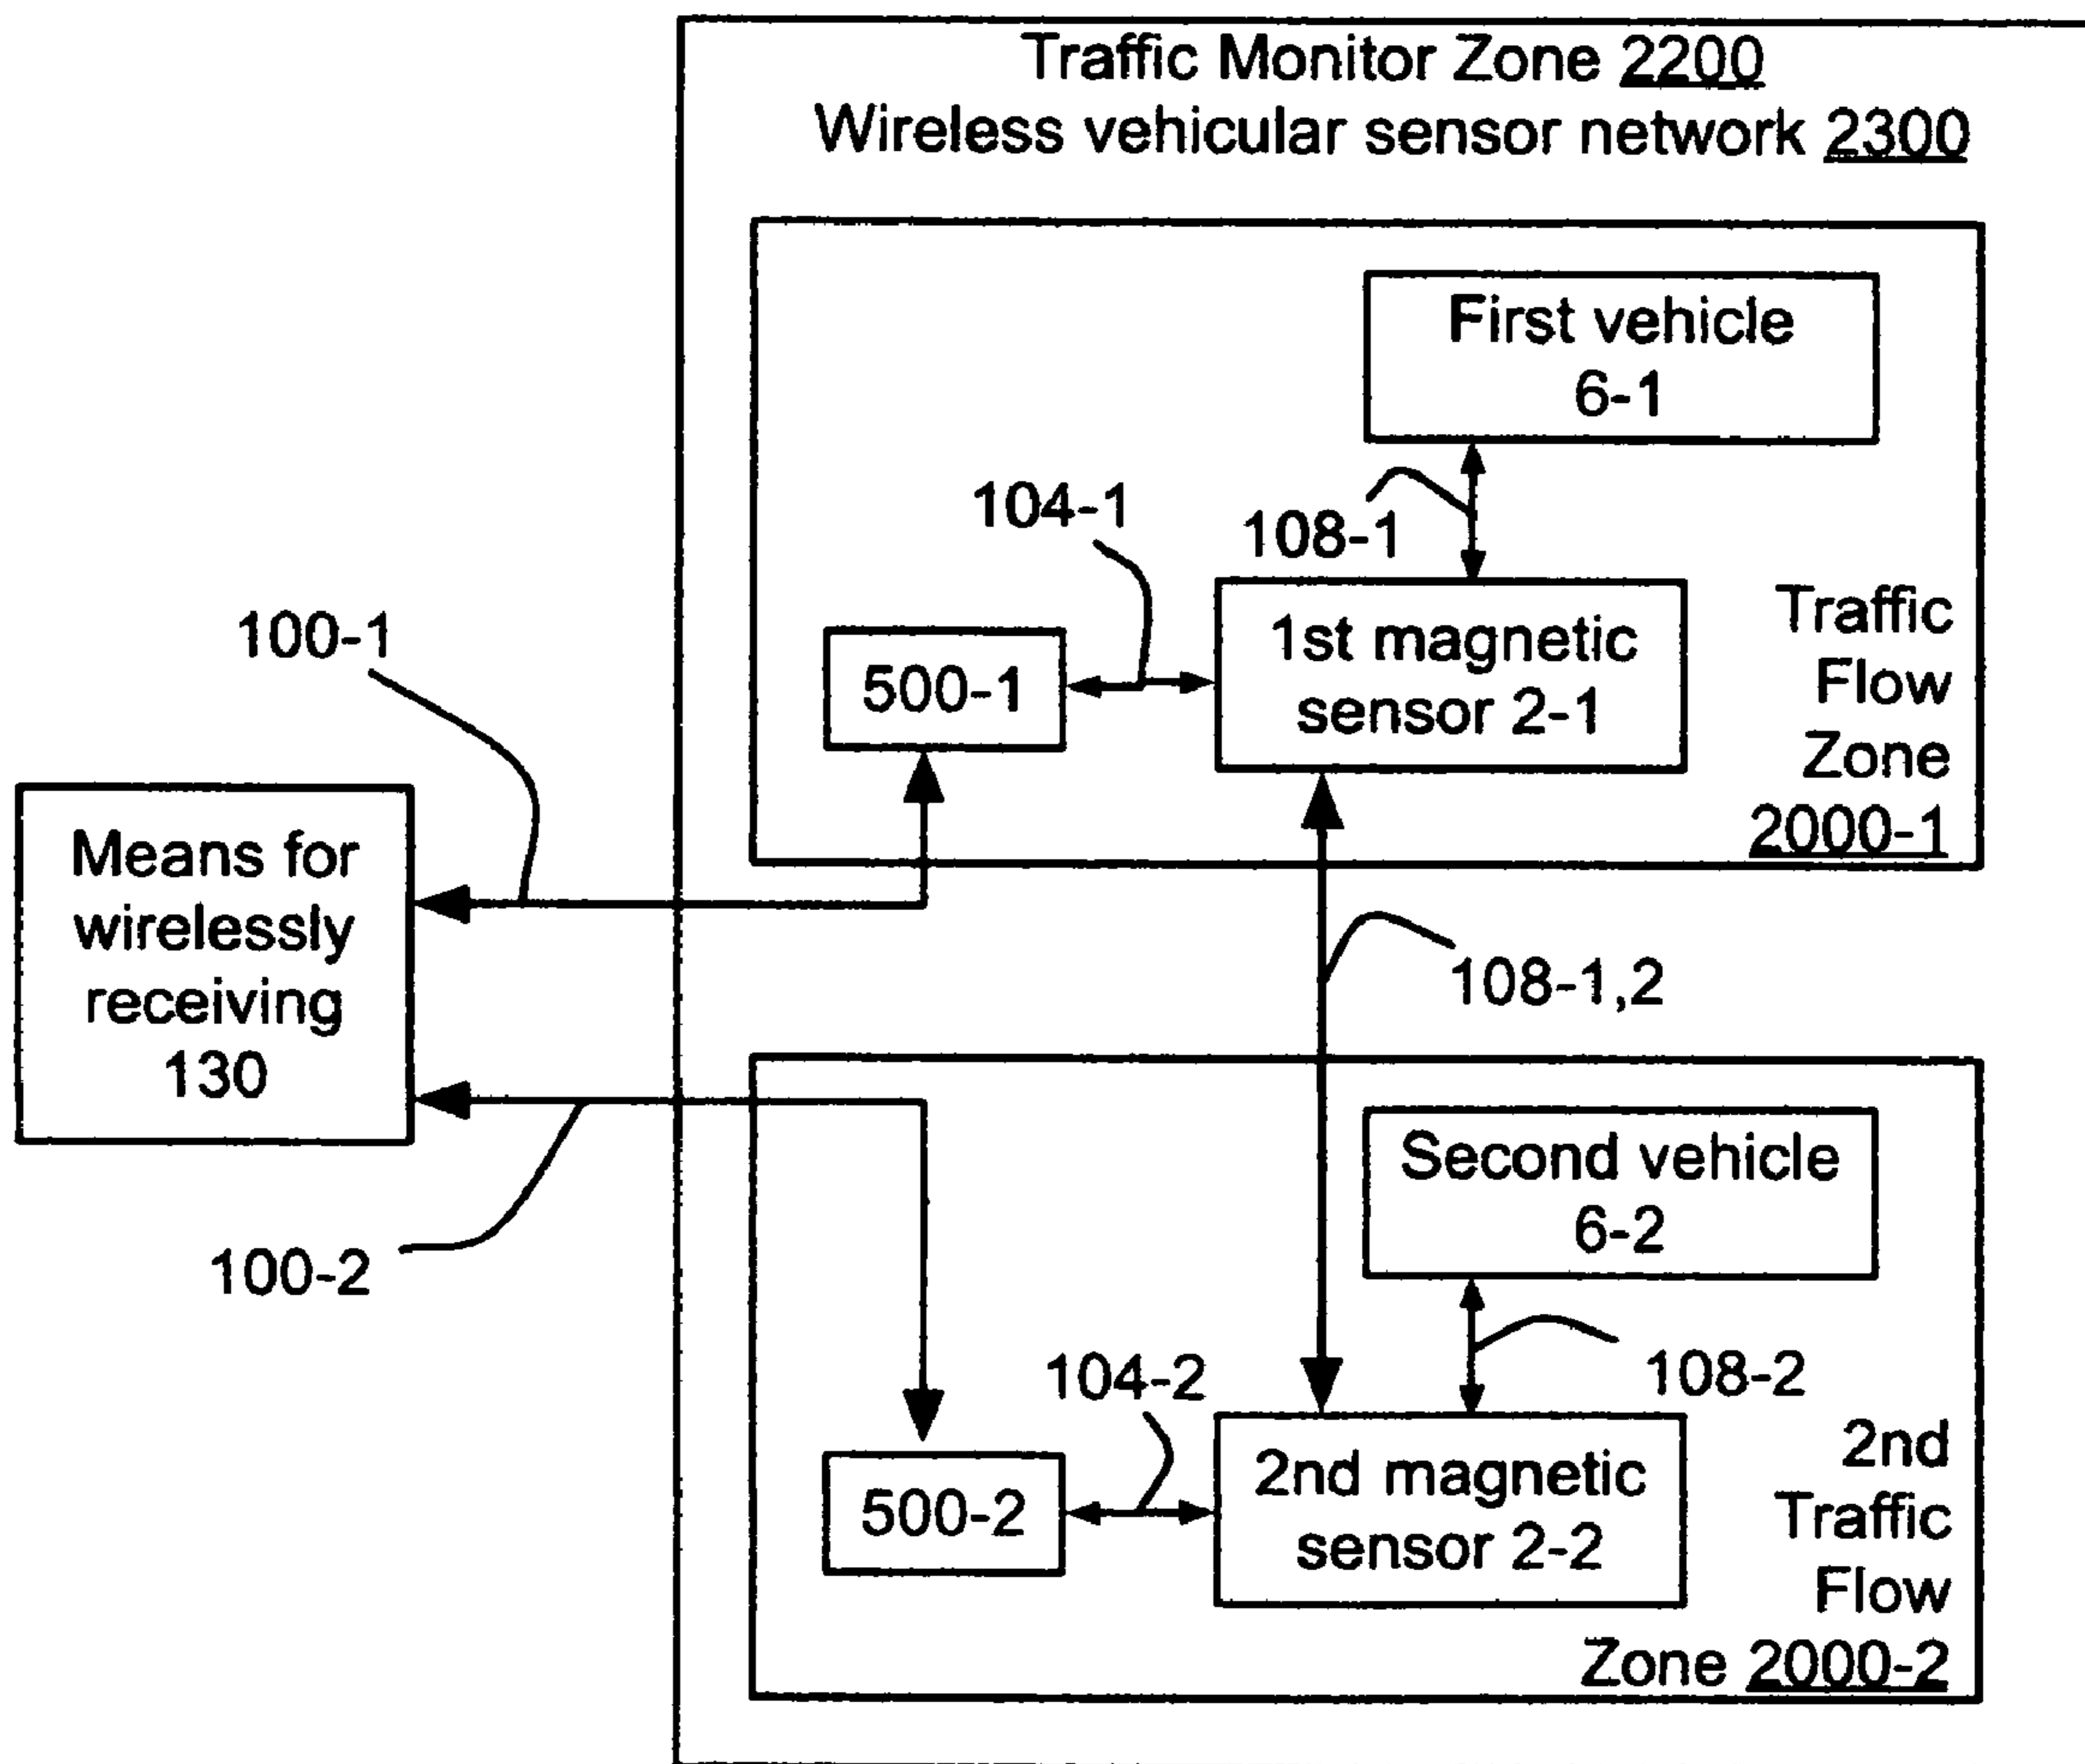 Traffic Monitor Zone 2200
Wireless vehicular sensor network 2300
First vehicle
6-1
104-1
108-1
100-1
500-1
1st magnetic
sensor 2-1
Traffic
Flow
Zone
2000-1
Means for
wirelessly
receiving
130
108-1,2
Second vehicle
6-2
100-2
104-2
108-2
500-2
2nd magnetic
sensor 2-2
2nd
Traffic
Flow
Zone 2000-2